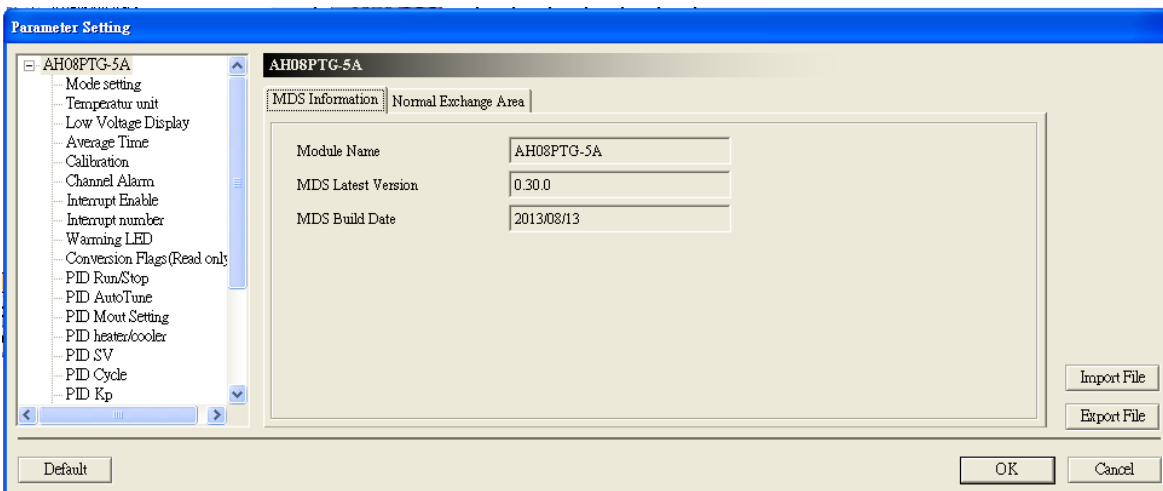 Parameter Setting
AH08PTG-5A
Mode setting
Temperatur unit
Low Voltage Display
Average Time
Calibration
Channel Alarm
Interrupt Enable
Interrupt number
Warming LED
Conversion Flags(Read only
PID Run/Stop
PID AutoTune
PID Mout Setting
PID heater/cooler
PID SV
PID Cycle
PID Kp
AH08PTG-5A
MDS Information Normal Exchange Area
Module Name AH08PTG-5A
MDS Latest Version 0.30.0
MDS Build Date 2013/08/13
Import File
Export File
Default OK Cancel